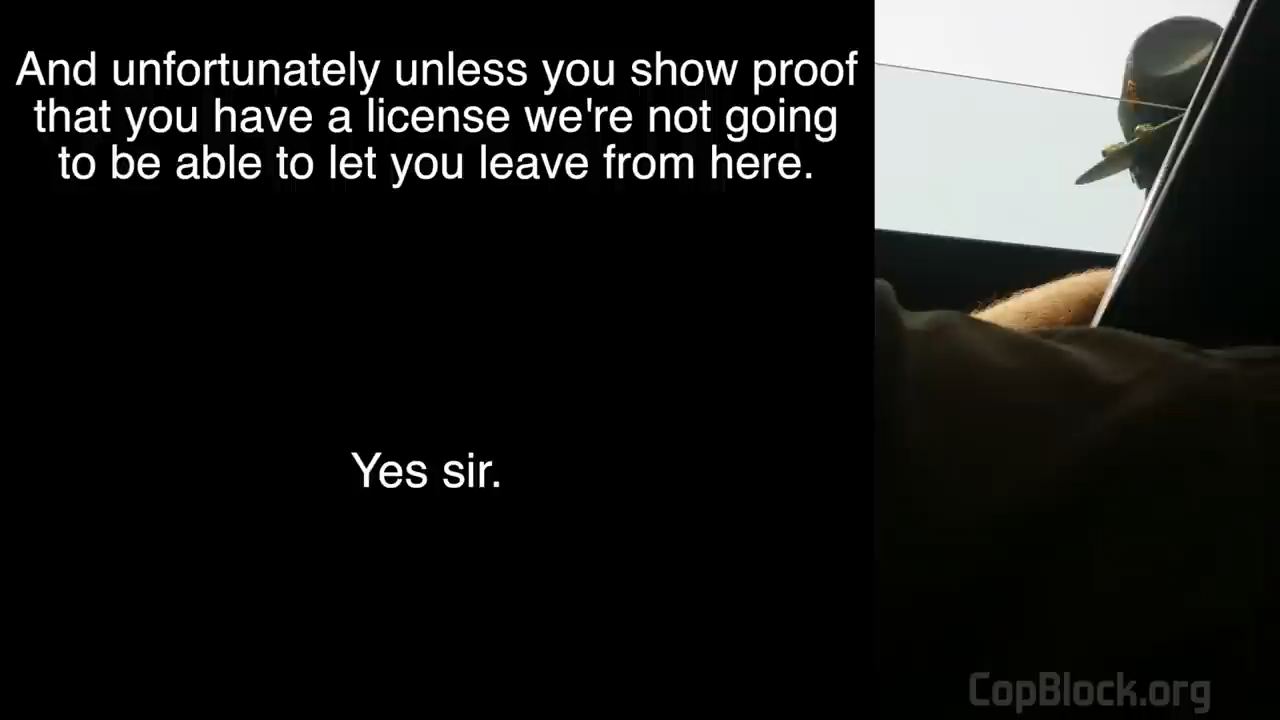 And unfortunately unless you show proof
that you have a license we're not going
to be able to let you leave from here.
Yes sir.
CopBlock.org